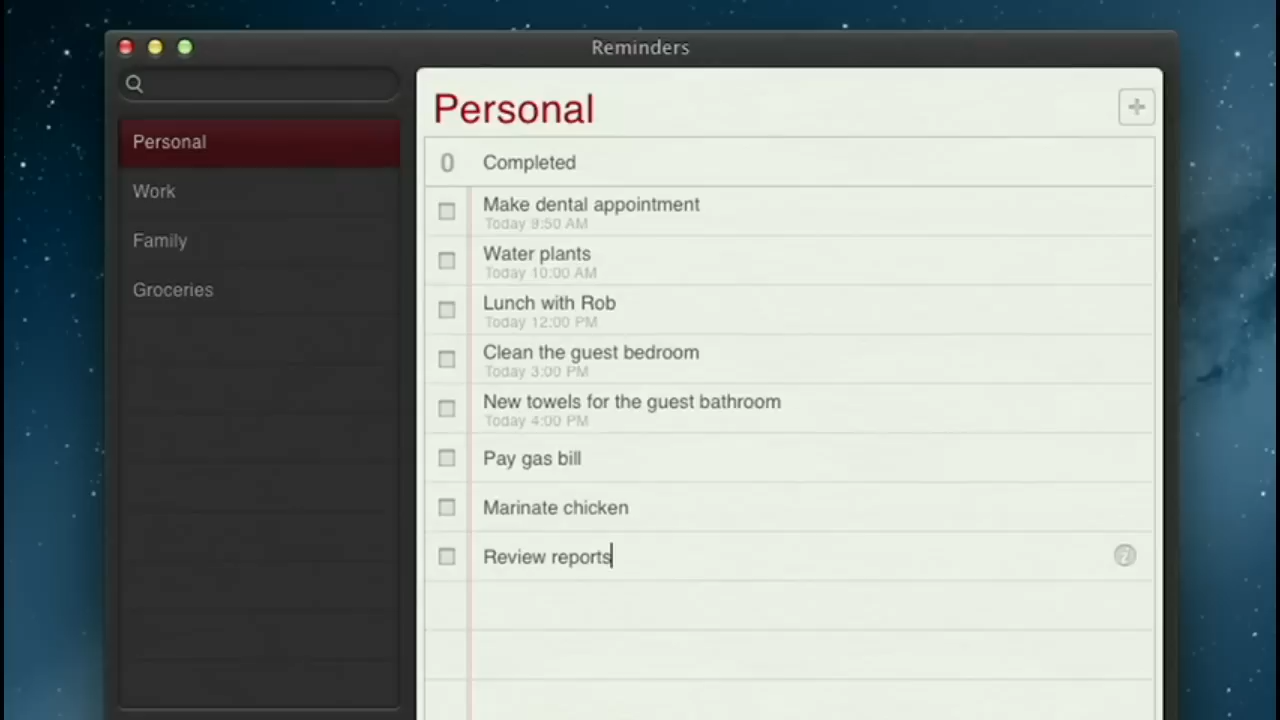 Reminders
Personal
Work
Family
Groceries
Personal
0 Completed
Make dental appointment
Today 9:50 AM
Water plants
Today 10:00 AM
Lunch with Rob
Today 12:00 PM
Clean the guest bedroom
Today 3:00 PM
New towels for the guest bathroom
Today 4:00 PM
Pay gas bill
Marinate chicken
Review reports